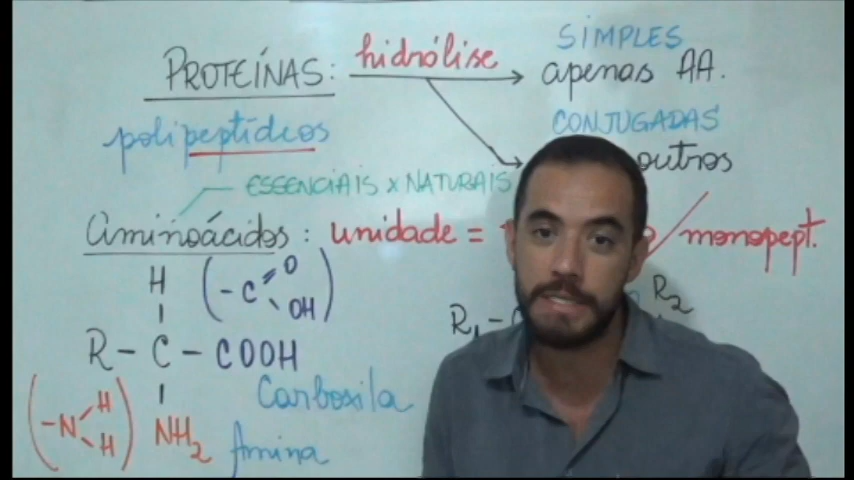 SIMPLES
PROTEÍNAS: hidrólise apenas AA.
polipeptídeos
CONJUGADAS
outros
ESSENCIAIS x NATURAIS
Aminoácidos: unidade = / monopept.
H (-C O OH)
R - C - COOH
R1 - R2
Carboxila
(-N H H) NH2
Amina